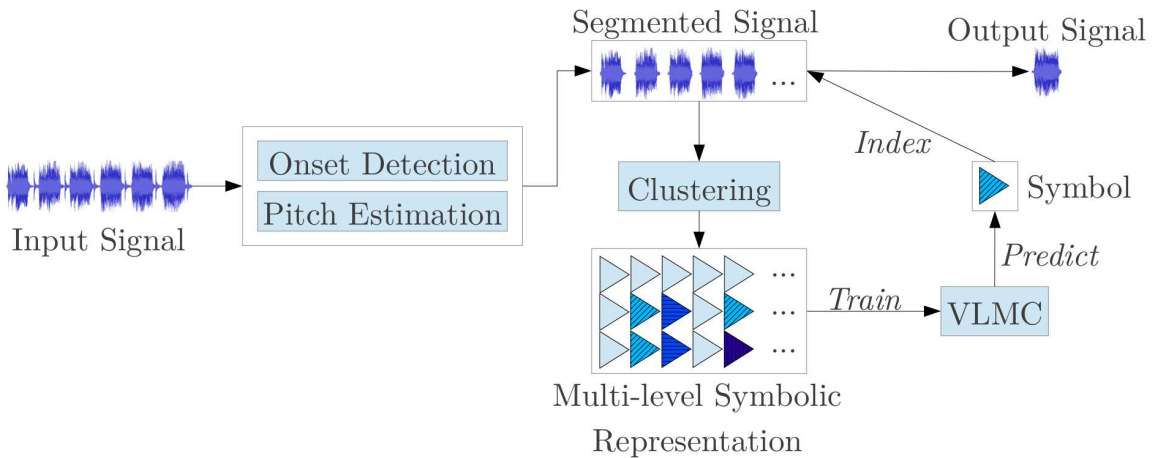 Segmented Signal
Output Signal
...
Onset Detection
Pitch Estimation
Input Signal
Clustering
Index
Symbol
Predict
...
...
...
Train
VLMC
Multi-level Symbolic
Representation